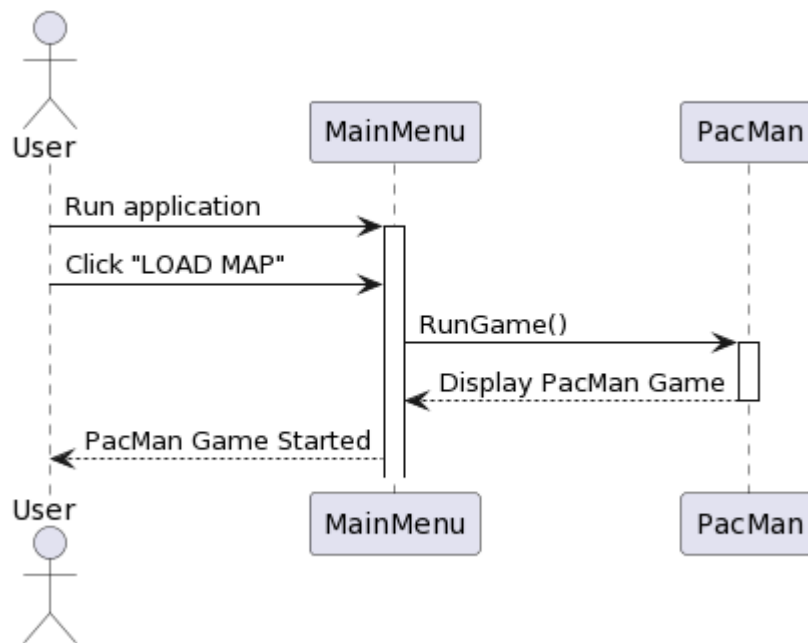 User
MainMenu
PacMan
Run application
Click "LOAD MAP"
RunGame()
Display PacMan Game
PacMan Game Started
User
MainMenu
PacMan